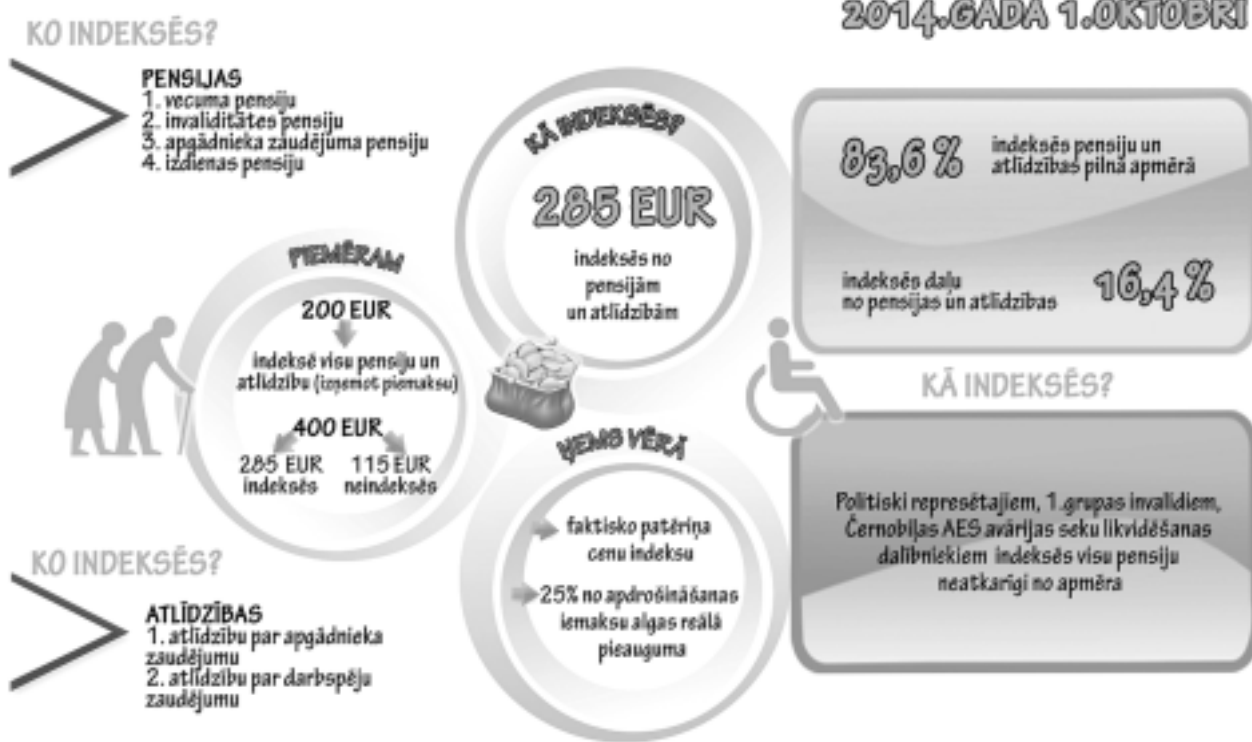 2014.GADA 1.OKTOBRĪ
KO INDEKSĒS?
PENSIJAS
1. vecuma pensiju
2. invaliditātes pensiju
3. apgādnieka zaudējuma pensiju
4. izdienas pensiju
KĀ INDEKSĒS?
285 EUR
indeksēs no
pensijām
un atlīdzībām
83,6 %
indeksēs pensiju un
atlīdzības pilnā apmērā
indeksēs daļu
no pensijas un atlīdzības
16,4 %
PIEMĒRAM
200 EUR
indeksē visu pensiju un
atlīdzību (izņemot piemaksu)
400 EUR
285 EUR
indeksēs
115 EUR
neindeksēs
KĀ INDEKSĒS?
Politiski represētajiem, 1.grupas invalīdiem,
Černobiļas AES avārijas seku likvidēšanas
dalībniekiem indeksēs visu pensiju
neatkarīgi no apmēra
ŅEMS VĒRĀ
faktisko patēriņa
cenu indeksu
25% no apdrošināšanas
iemaksu algas reālā
pieauguma
KO INDEKSĒS?
ATLĪDZĪBAS
1. atlīdzību par apgādnieka
zaudējumu
2. atlīdzību par darbspēju
zaudējumu